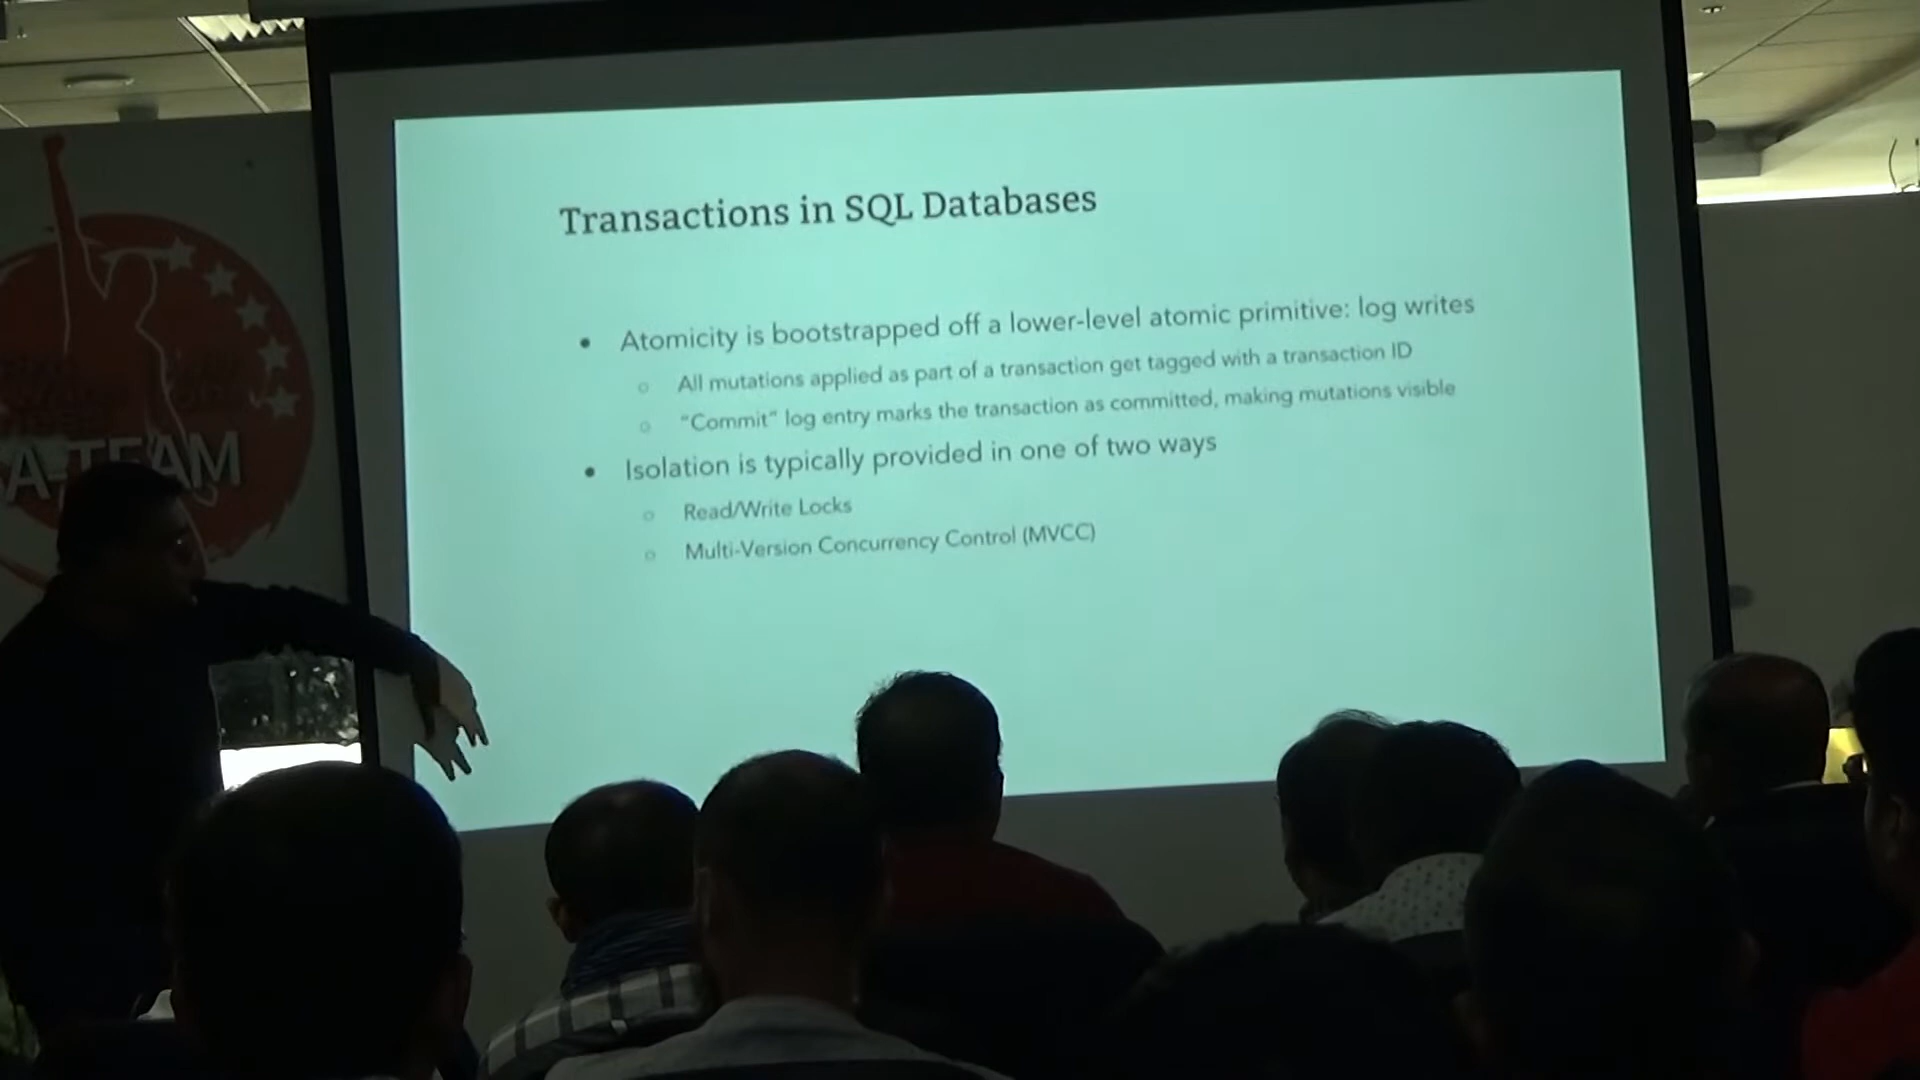 Transactions in SQL Databases
• Atomicity is bootstrapped off a lower-level atomic primitive: log writes
○ All mutations applied as part of a transaction get tagged with a transaction ID
○ “Commit” log entry marks the transaction as committed, making mutations visible
• Isolation is typically provided in one of two ways
○ Read/Write Locks
○ Multi-Version Concurrency Control (MVCC)
A-TEAM